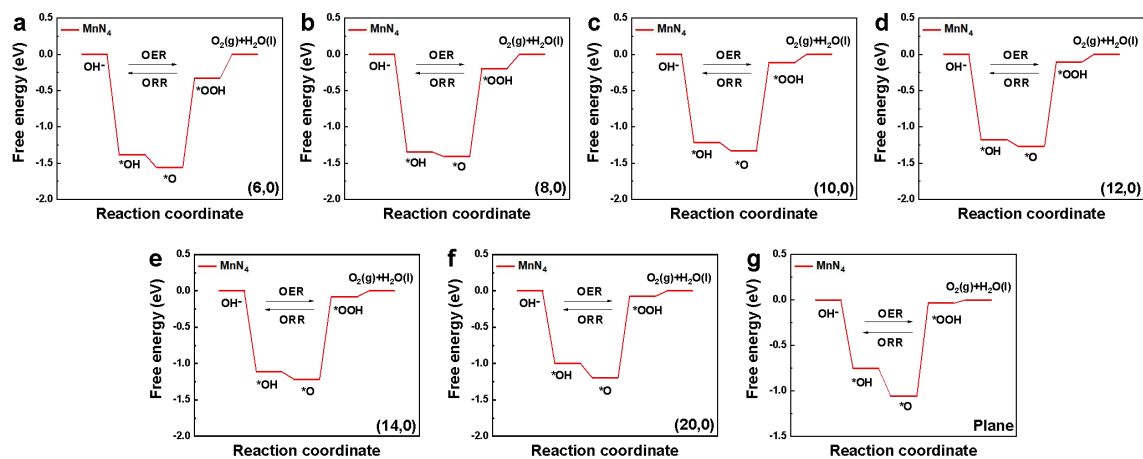 a
MnN₄
O₂(g)+H₂O(l)
OER
OH⁻
ORR
*OOH
*OH
*O
(6,0)
0.5
0.0
-0.5
-1.0
-1.5
-2.0
Free energy (eV)
Reaction coordinate
b
MnN₄
O₂(g)+H₂O(l)
OER
OH⁻
ORR
*OOH
*OH
*O
(8,0)
0.5
0.0
-0.5
-1.0
-1.5
-2.0
Free energy (eV)
Reaction coordinate
c
MnN₄
O₂(g)+H₂O(l)
OER
OH⁻
ORR
*OOH
*OH
*O
(10,0)
0.5
0.0
-0.5
-1.0
-1.5
-2.0
Free energy (eV)
Reaction coordinate
d
MnN₄
O₂(g)+H₂O(l)
OER
OH⁻
ORR
*OOH
*OH
*O
(12,0)
0.5
0.0
-0.5
-1.0
-1.5
-2.0
Free energy (eV)
Reaction coordinate
e
MnN₄
O₂(g)+H₂O(l)
OER
OH⁻
ORR
*OOH
*OH
*O
(14,0)
0.5
0.0
-0.5
-1.0
-1.5
-2.0
Free energy (eV)
Reaction coordinate
f
MnN₄
O₂(g)+H₂O(l)
OER
OH⁻
ORR
*OOH
*OH
*O
(20,0)
0.5
0.0
-0.5
-1.0
-1.5
-2.0
Free energy (eV)
Reaction coordinate
g
MnN₄
O₂(g)+H₂O(l)
OER
OH⁻
ORR
*OOH
*OH
*O
Plane
0.5
0.0
-0.5
-1.0
-1.5
Free energy (eV)
Reaction coordinate